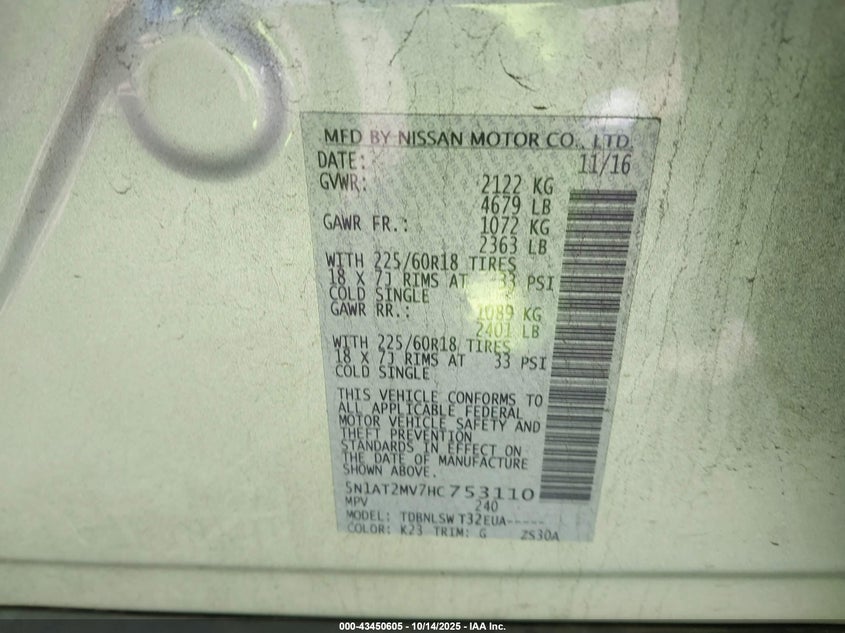 MFD BY NISSAN MOTOR CO., LTD.
DATE: 11/16
GVWR: 2122 KG
4679 LB
GAWR FR.: 1072 KG
2363 LB
WITH 225/60R18 TIRES
18 X 7J RIMS AT 33 PSI
COLD SINGLE
GAWR RR.: 1089 KG
2401 LB
WITH 225/60R18 TIRES
18 X 7J RIMS AT 33 PSI
COLD SINGLE
THIS VEHICLE CONFORMS TO
ALL APPLICABLE FEDERAL
MOTOR VEHICLE SAFETY AND
THEFT PREVENTION
STANDARDS IN EFFECT ON
THE DATE OF MANUFACTURE
SHOWN ABOVE.
5N1AT2MV7HC753110
MPV 240
MODEL: TDBNLSW T32EUA-----
COLOR: K23 TRIM: G ZS30A
000-43450605 - 10/14/2025 - IAA Inc.